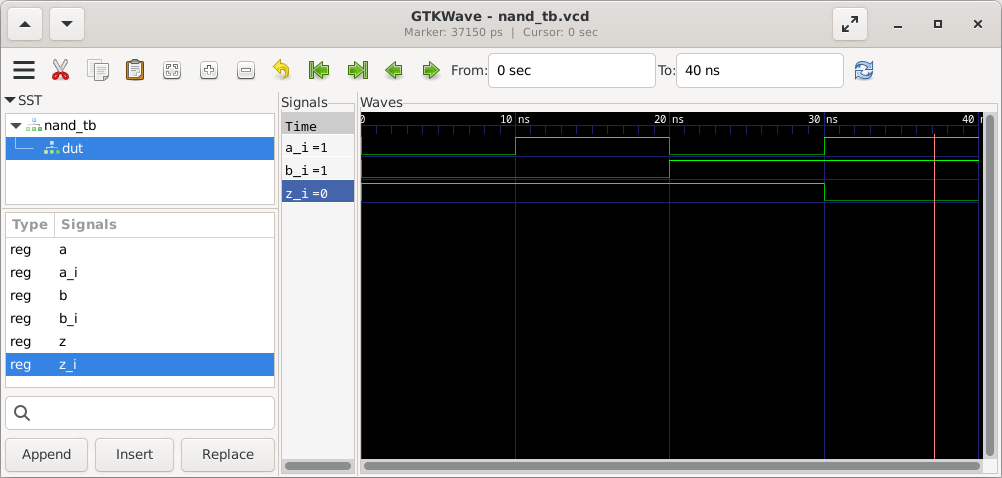 GTKWave - nand_tb.vcd
Marker: 37150 ps | Cursor: 0 sec
From: 0 sec To: 40 ns
SST
nand_tb
dut
Type Signals
reg a
reg a_i
reg b
reg b_i
reg z
reg z_i
Append Insert Replace
Signals
Time
a_i =1
b_i =1
z_i =0
Waves
0 10 ns 20 ns 30 ns 40 n